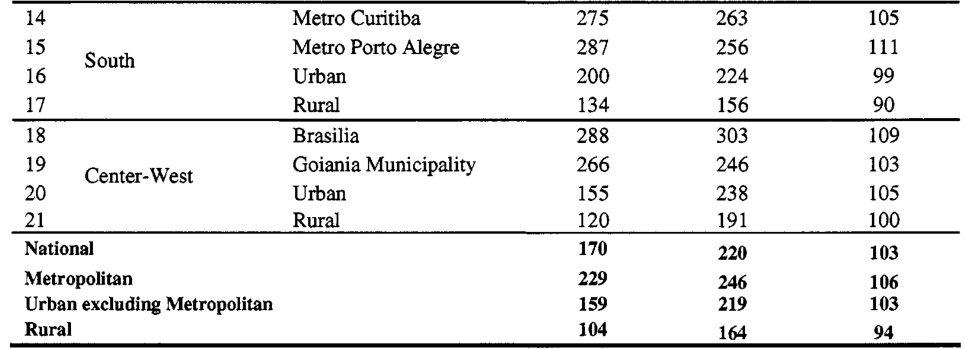 14 Metro Curitiba 275 263 105
15 Metro Porto Alegre 287 256 111
South
16 Urban 200 224 99
17 Rural 134 156 90
18 Brasilia 288 303 109
19 Goiania Municipality 266 246 103
Center-West
20 Urban 155 238 105
21 Rural 120 191 100
National 170 220 103
Metropolitan 229 246 106
Urban excluding Metropolitan 159 219 103
Rural 104 164 94